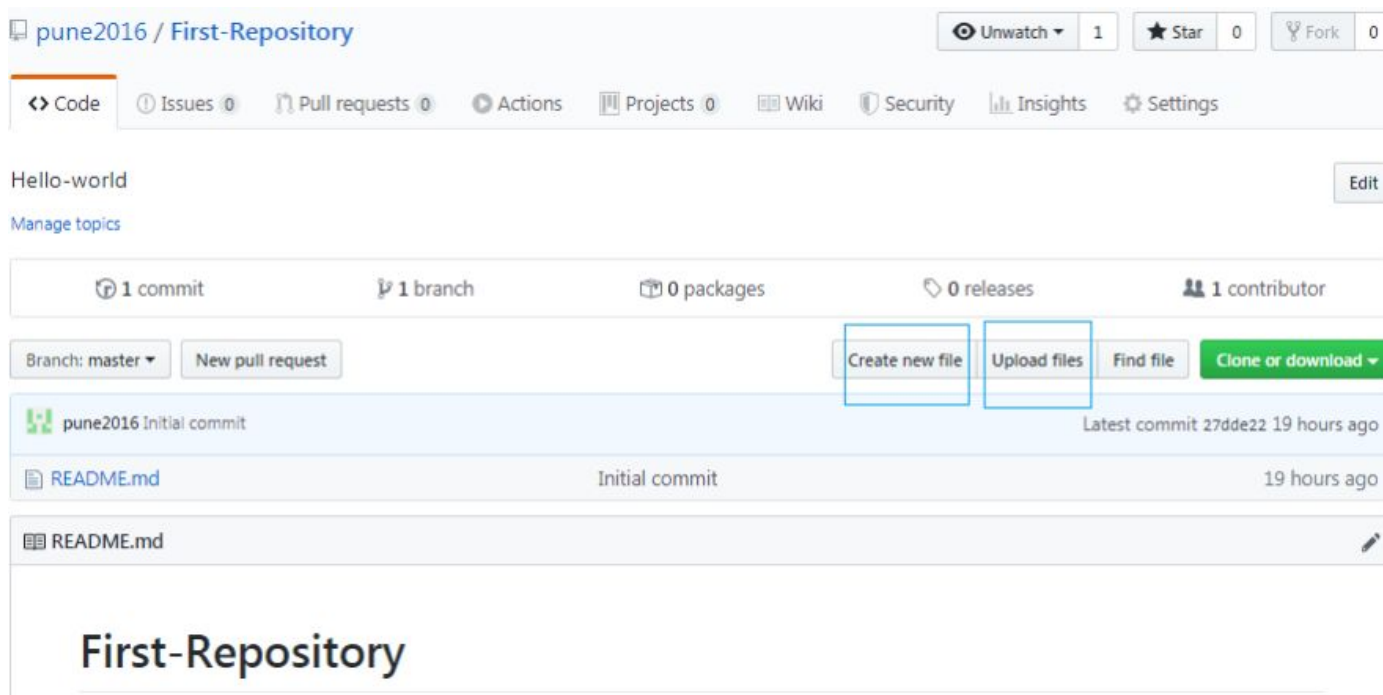 pune2016 / First-Repository
Unwatch 1 Star 0 Fork 0
Code Issues 0 Pull requests 0 Actions Projects 0 Wiki Security Insights Settings
Hello-world
Edit
Manage topics
1 commit 1 branch 0 packages 0 releases 1 contributor
Branch: master New pull request Create new file Upload files Find file Clone or download
pune2016 Initial commit Latest commit 27dde22 19 hours ago
README.md Initial commit 19 hours ago
README.md
First-Repository